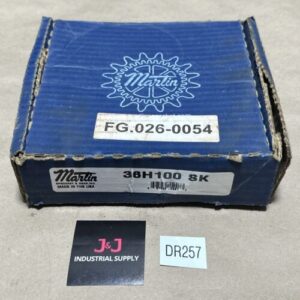 Martin
FG.026-0054
Martin
MADE IN THE USA
36H100 SK
J&J
INDUSTRIAL SUPPLY
DR257